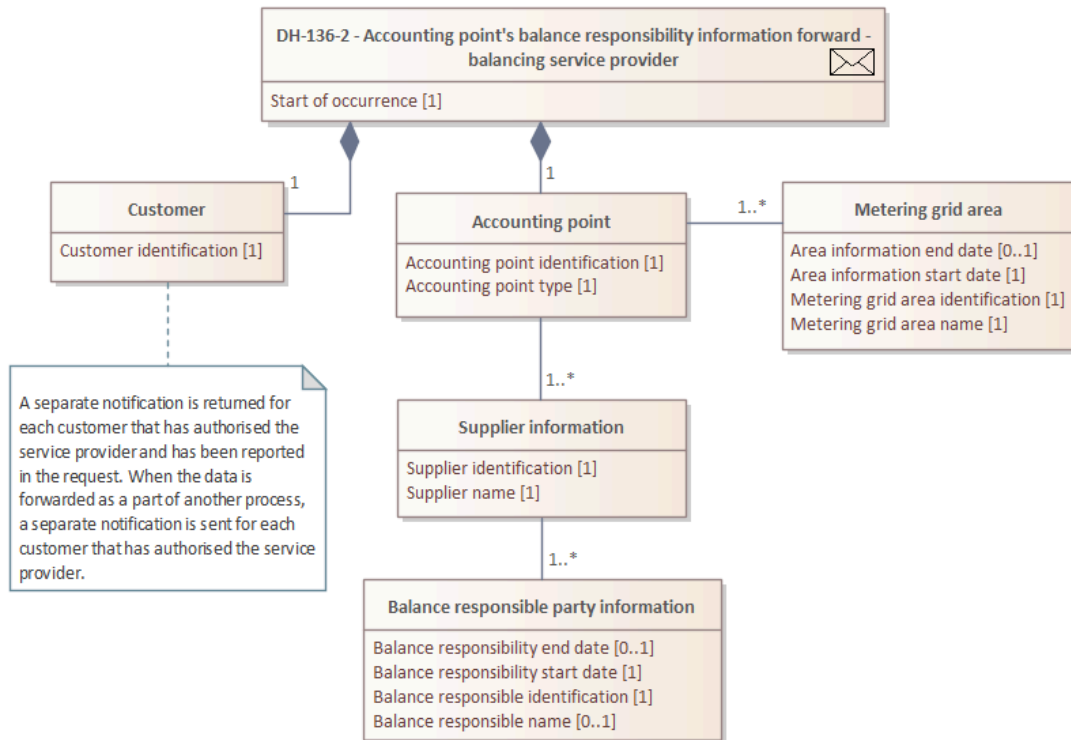 DH-136-2 - Accounting point's balance responsibility information forward -
balancing service provider
Start of occurrence [1]
1
1
Customer
Customer identification [1]
Accounting point
Accounting point identification [1]
Accounting point type [1]
1..*
Metering grid area
Area information end date [0..1]
Area information start date [1]
Metering grid area identification [1]
Metering grid area name [1]
A separate notification is returned for
each customer that has authorised the
service provider and has been reported
in the request. When the data is
forwarded as a part of another process,
a separate notification is sent for each
customer that has authorised the service
provider.
1..*
Supplier information
Supplier identification [1]
Supplier name [1]
1..*
Balance responsible party information
Balance responsibility end date [0..1]
Balance responsibility start date [1]
Balance responsible identification [1]
Balance responsible name [0..1]